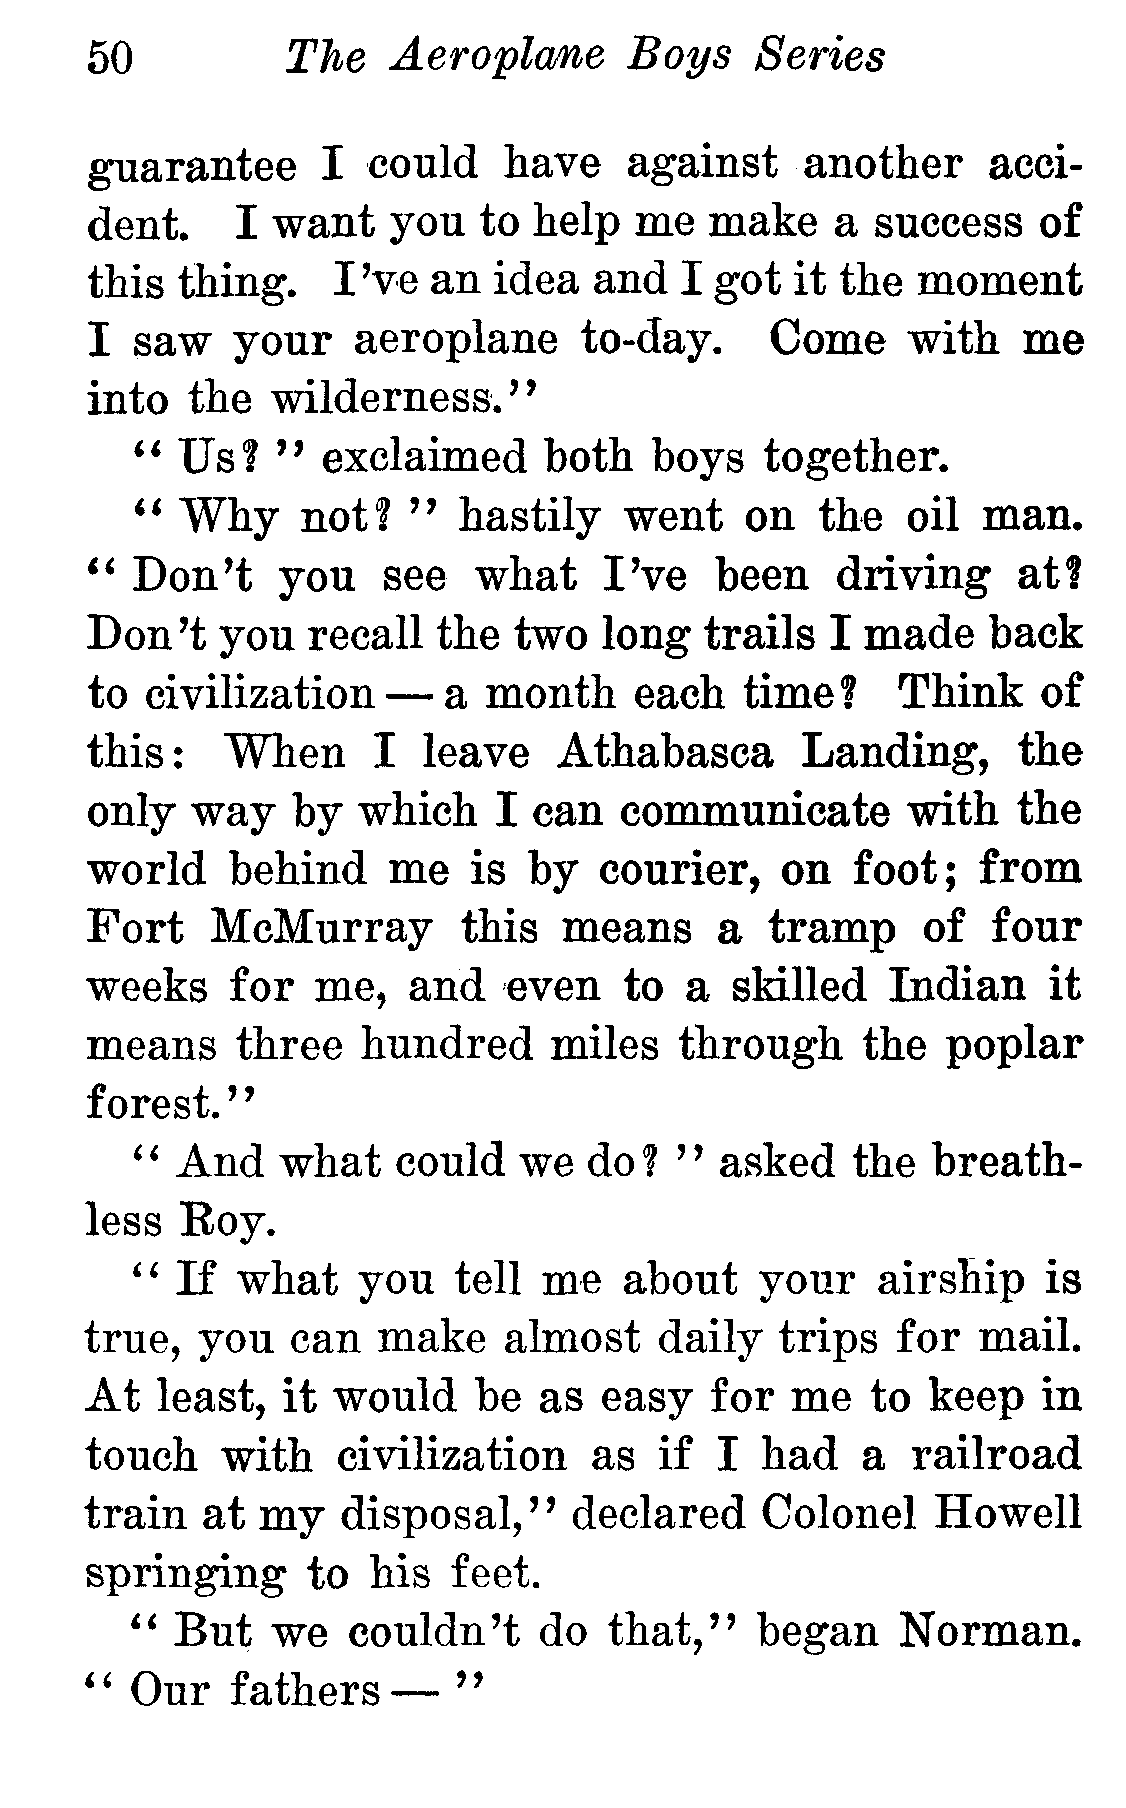 50 The Aeroplane Boys Series
guarantee I could have against another acci-
dent. I want you to help me make a success of
this thing. I've an idea and I got it the moment
I saw your aeroplane to-day. Come with me
into the wilderness."
" Us? " exclaimed both boys together.
" Why not? " hastily went on the oil man.
" Don't you see what I've been driving at?
Don't you recall the two long trails I made back
to civilization — a month each time? Think of
this: When I leave Athabasca Landing, the
only way by which I can communicate with the
world behind me is by courier, on foot; from
Fort McMurray this means a tramp of four
weeks for me, and even to a skilled Indian it
means three hundred miles through the poplar
forest."
" And what could we do? " asked the breath-
less Roy.
" If what you tell me about your airship is
true, you can make almost daily trips for mail.
At least, it would be as easy for me to keep in
touch with civilization as if I had a railroad
train at my disposal," declared Colonel Howell
springing to his feet.
" But we couldn't do that," began Norman.
" Our fathers — "